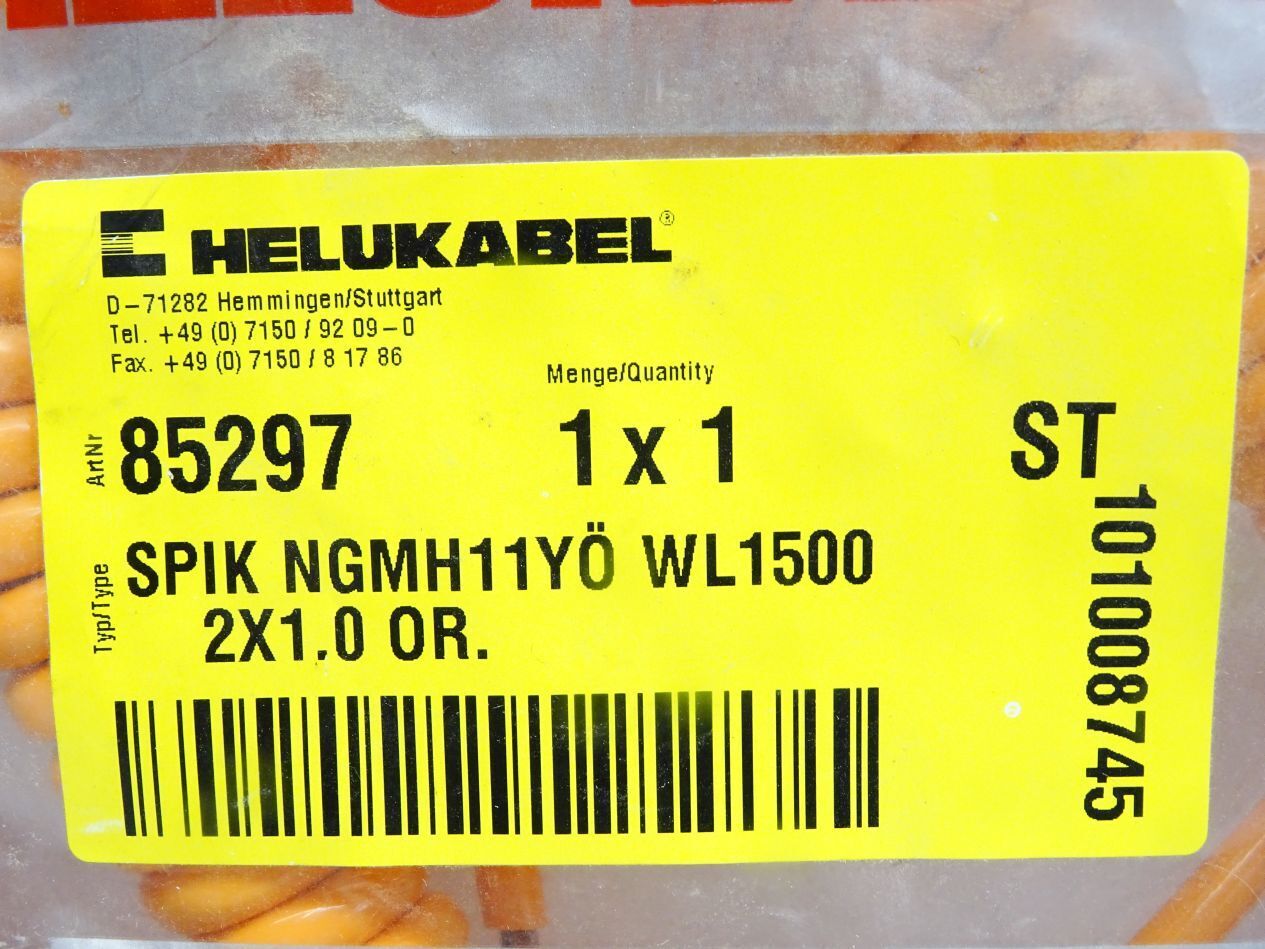 HELUKABEL®
D-71282 Hemmingen/Stuttgart
Tel. +49 (0) 7150 / 92 09-0
Fax. +49 (0) 7150 / 8 17 86
Menge/Quantity
ArtNr 85297 1 x 1 ST
Typ/Type SPIK NGMH11YÖ WL1500
2X1.0 OR.
101008745